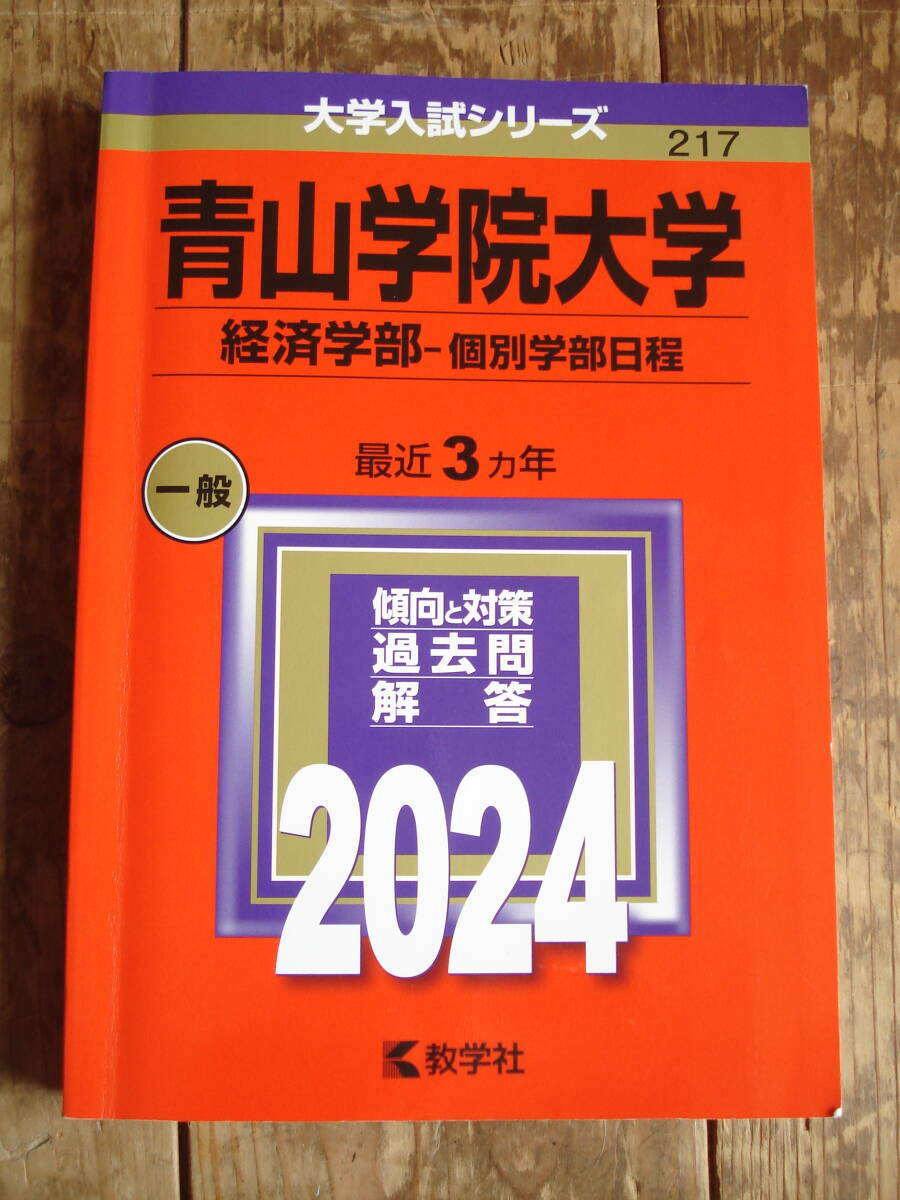 大学入試シリーズ
217
青山学院大学
経済学部-個別学部日程
最近3ヵ年
一般
傾向と対策
過去問
解答
2024
教学社